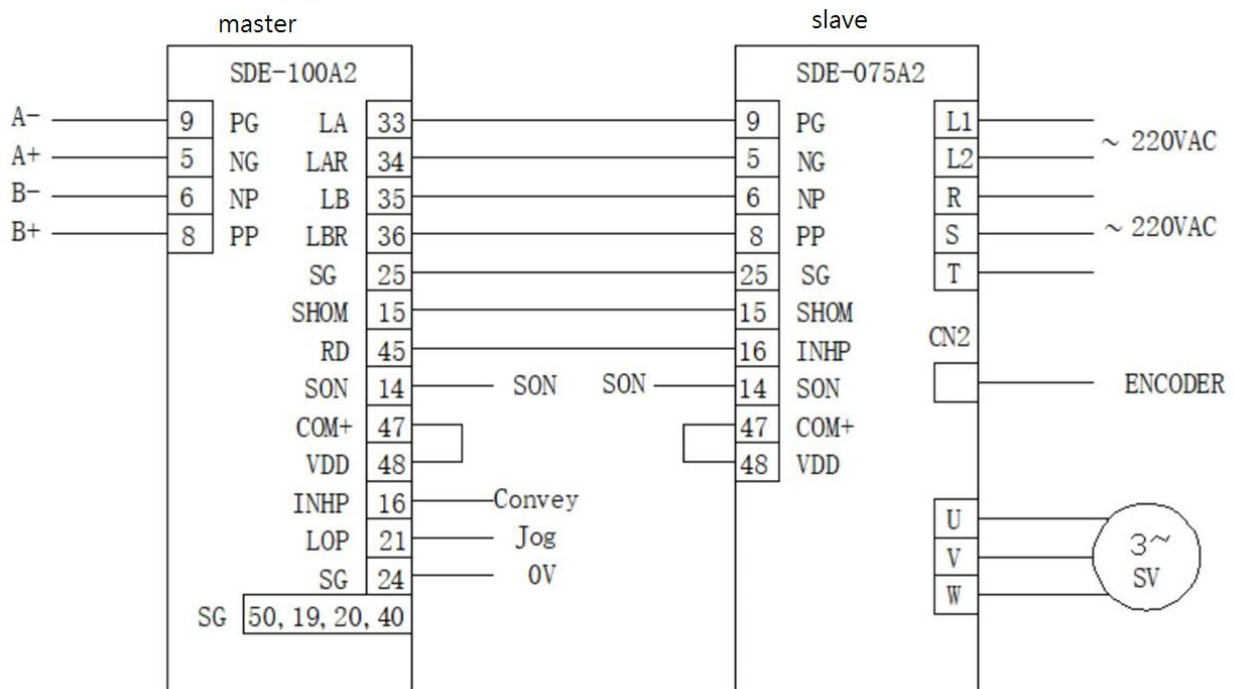 master
slave
SDE-100A2
SDE-075A2
A- 9 PG LA 33
A+ 5 NG LAR 34
B- 6 NP LB 35
B+ 8 PP LBR 36
SG 25
SHOM 15
RD 45
SON 14 SON
COM+ 47
VDD 48
INHP 16 Convey
LOP 21 Jog
SG 24 0V
SG 50, 19, 20, 40
9 PG L1
5 NG L2
~ 220VAC
6 NP R
8 PP S
~ 220VAC
25 SG T
15 SHOM
16 INHP
CN2
SON 14 SON
ENCODER
47 COM+
48 VDD
U
V
W
3~
SV